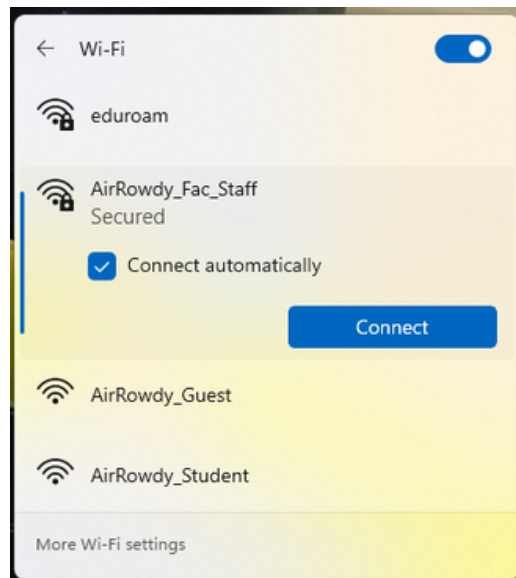 Wi-Fi
eduroam
AirRowdy_Fac_Staff
Secured
Connect automatically
Connect
AirRowdy_Guest
AirRowdy_Student
More Wi-Fi settings